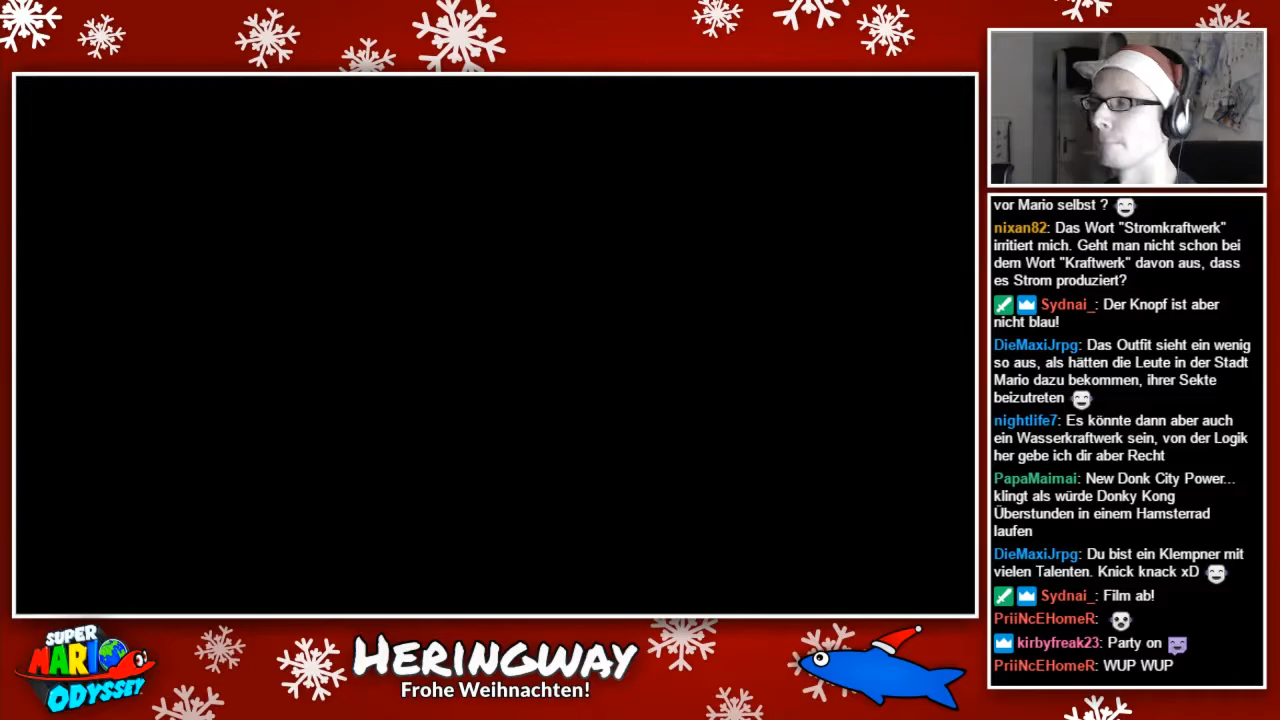 vor Mario selbst ?
nixan82: Das Wort "Stromkraftwerk"
irritiert mich. Geht man nicht schon bei
dem Wort "Kraftwerk" davon aus, dass
es Strom produziert?
Sydnai_: Der Knopf ist aber
nicht blau!
DieMaxiJrpg: Das Outfit sieht ein wenig
so aus, als hätten die Leute in der Stadt
Mario dazu bekommen, ihrer Sekte
beizutreten
nightlife7: Es könnte dann aber auch
ein Wasserkraftwerk sein, von der Logik
her gebe ich dir aber Recht
PapaMaimai: New Donk City Power...
klingt als würde Donky Kong
Überstunden in einem Hamsterrad
laufen
DieMaxiJrpg: Du bist ein Klempner mit
vielen Talenten. Knick knack xD
Sydnai_: Film ab!
PriiNcEHomeR:
kirbyfreak23: Party on
PriiNcEHomeR: WUP WUP
SUPER
MARIO
ODYSSEY
HERINGWAY
Frohe Weihnachten!